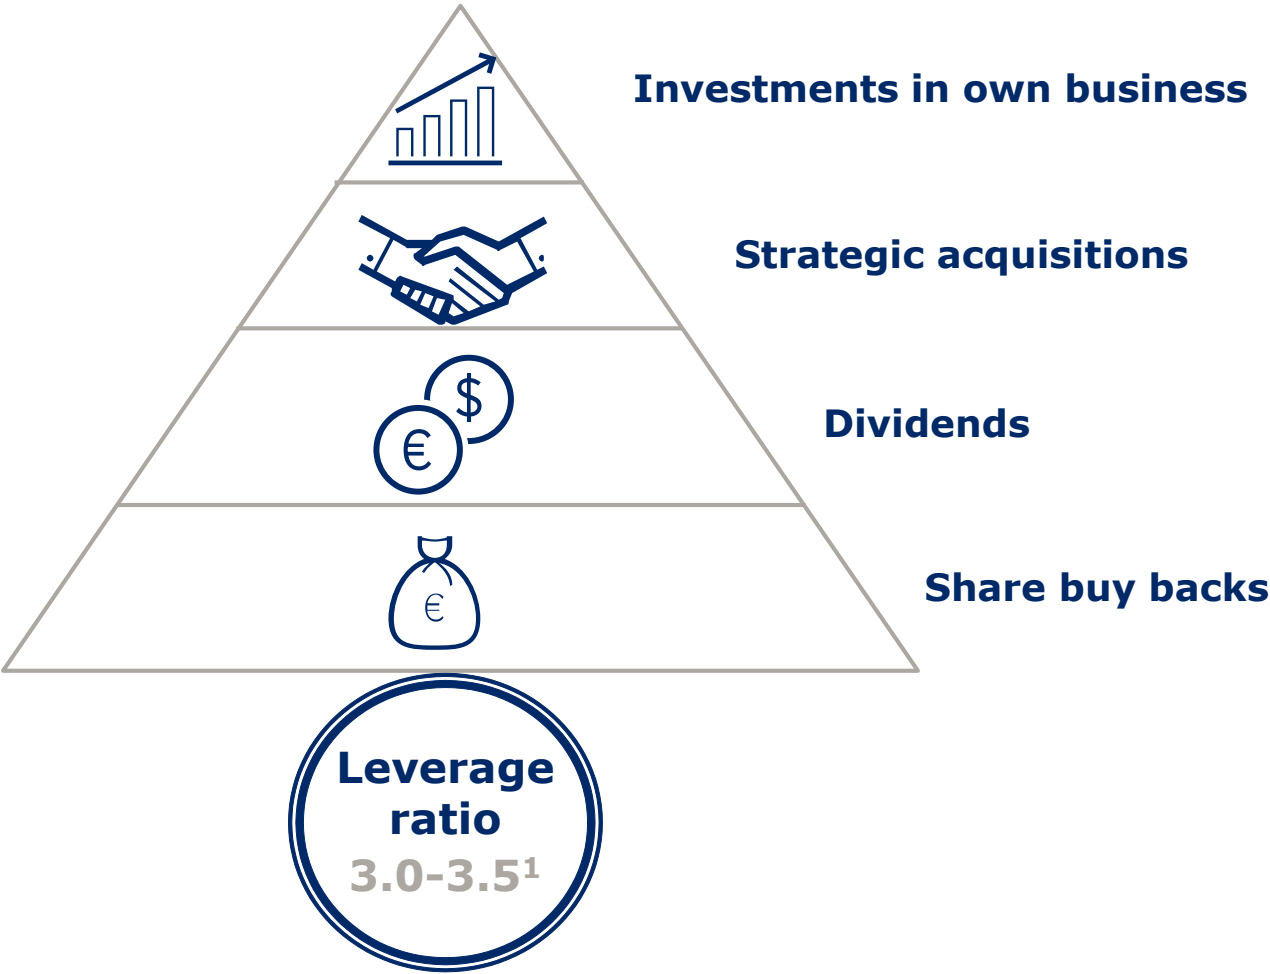 Investments in own business
Strategic acquisitions
$
€
Dividends
€
Share buy backs
Leverage
ratio
3.0-3.5¹